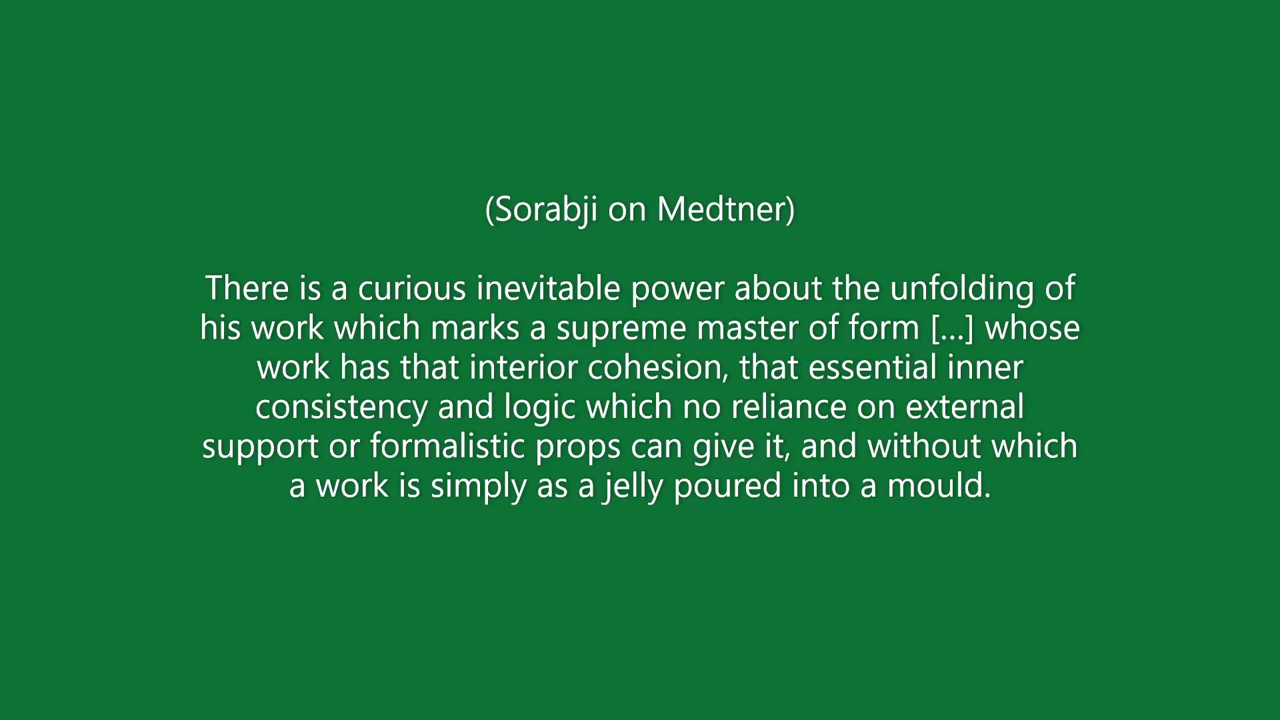 (Sorabji on Medtner)
There is a curious inevitable power about the unfolding of
his work which marks a supreme master of form [...] whose
work has that interior cohesion, that essential inner
consistency and logic which no reliance on external
support or formalistic props can give it, and without which
a work is simply as a jelly poured into a mould.